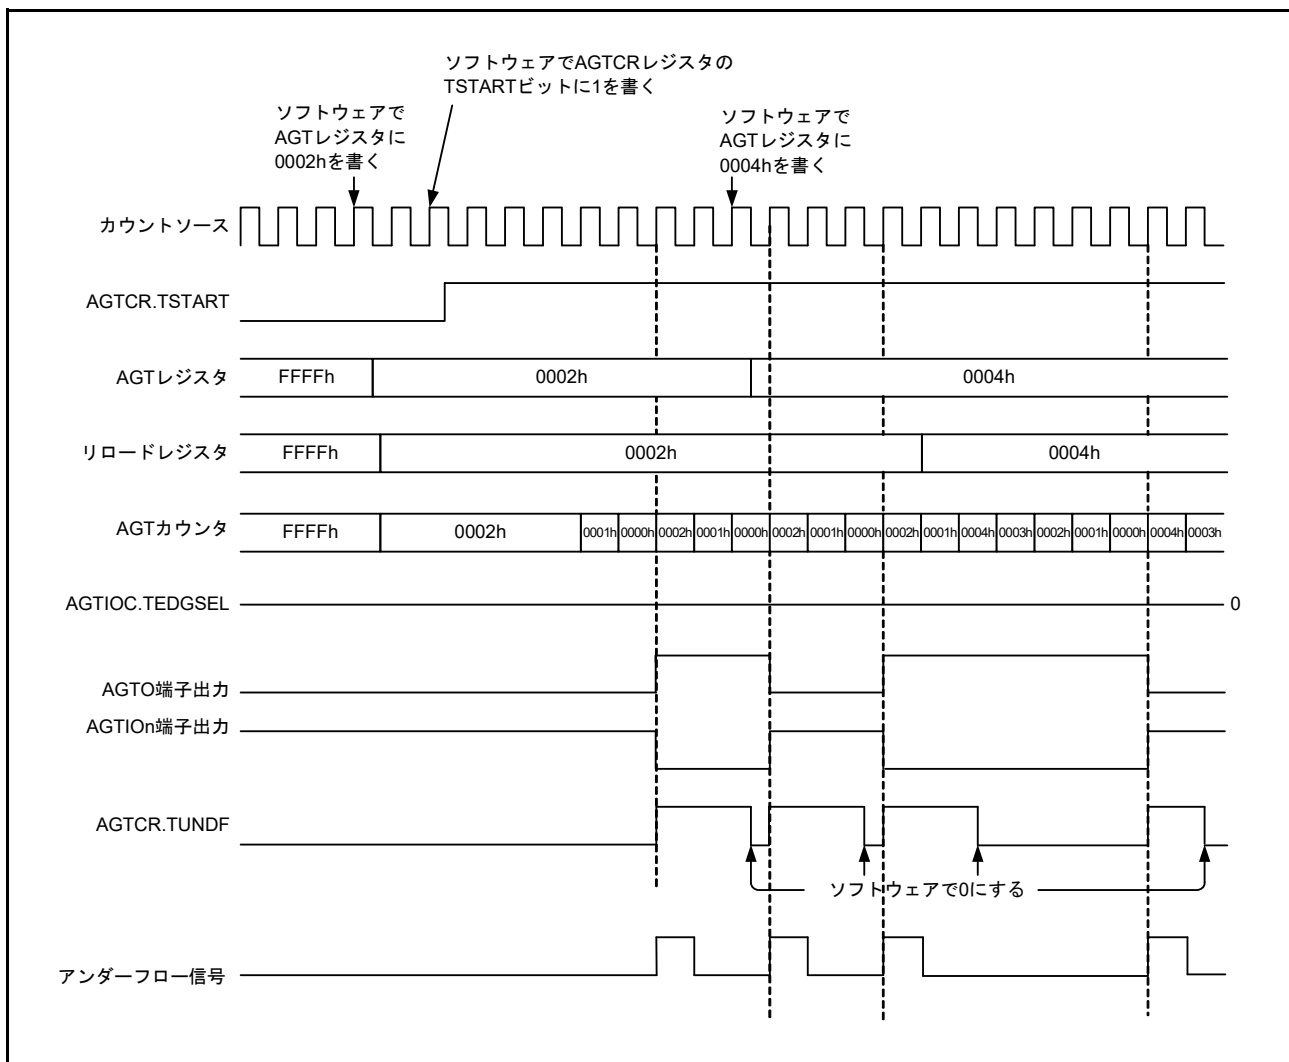 ソフトウェアでAGTCRレジスタの
TSTARTビットに1を書く
ソフトウェアで
AGTレジスタに
0002hを書く
ソフトウェアで
AGTレジスタに
0004hを書く
カウントソース
AGTCR.TSTART
AGTレジスタ FFFFh 0002h 0004h
リロードレジスタ FFFFh 0002h 0004h
AGTカウンタ FFFFh 0002h 0001h 0000h 0002h 0001h 0000h 0002h 0001h 0000h 0002h 0001h 0004h 0003h 0002h 0001h 0000h 0004h 0003h
AGTIOC.TEDGSEL 0
AGTO端子出力
AGTIOn端子出力
AGTCR.TUNDF
ソフトウェアで0にする
アンダーフロー信号